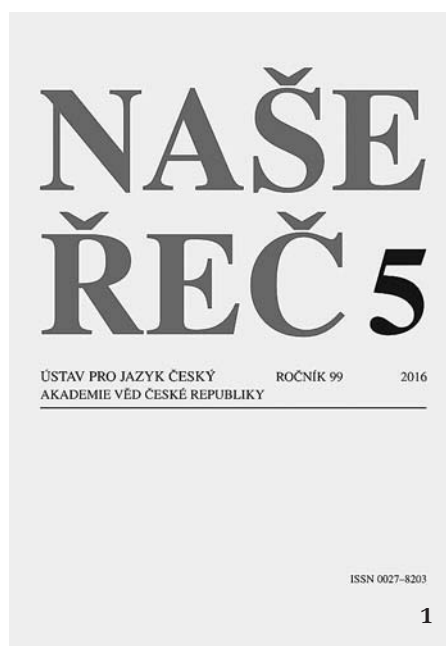 NAŠE
ŘEČ 5
ÚSTAV PRO JAZYK ČESKÝ ROČNÍK 99 2016
AKADEMIE VĚD ČESKÉ REPUBLIKY
ISSN 0027–8203
1